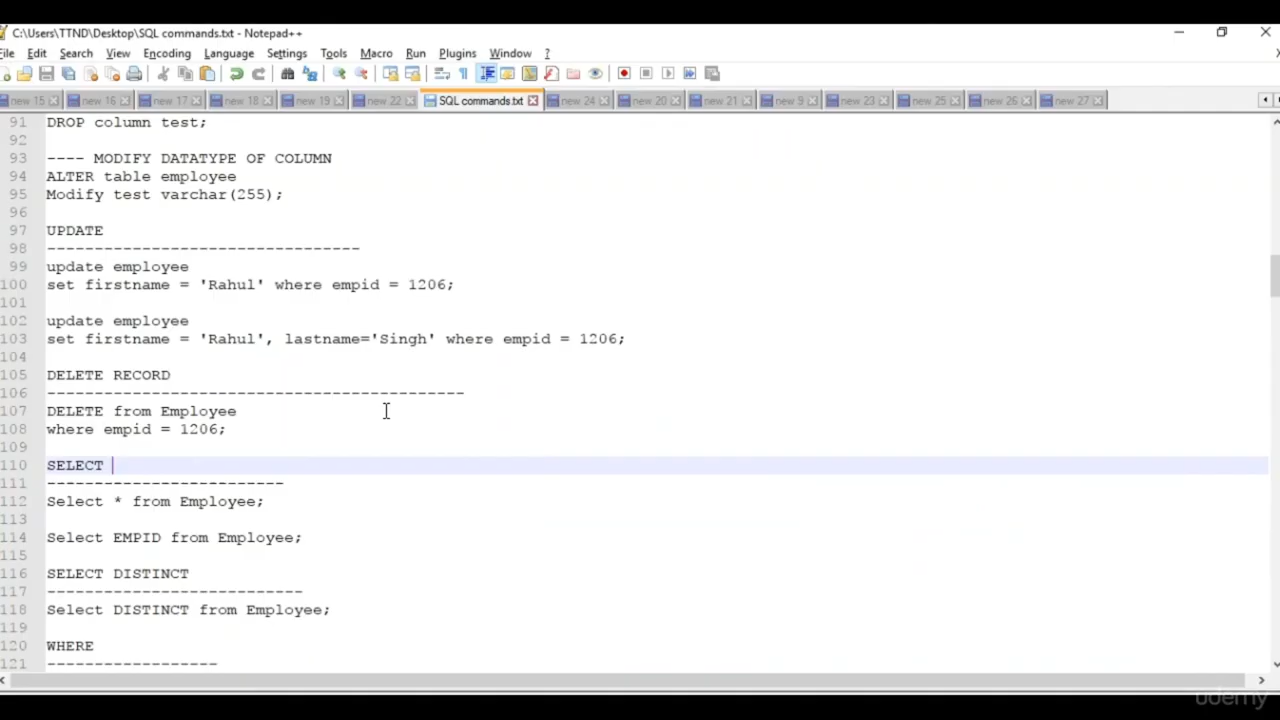 C:\Users\TTND\Desktop\SQL commands.txt - Notepad++
File Edit Search View Encoding Language Settings Tools Macro Run Plugins Window ?
new 15 new 16 new 17 new 18 new 19 new 22 SQL commands.txt new 24 new 20 new 21 new 9 new 23 new 25 new 26 new 27
91 DROP column test;
92
93 ---- MODIFY DATATYPE OF COLUMN
94 ALTER table employee
95 Modify test varchar(255);
96
97 UPDATE
98 ---------------------------------
99 update employee
100 set firstname = 'Rahul' where empid = 1206;
101
102 update employee
103 set firstname = 'Rahul', lastname='Singh' where empid = 1206;
104
105 DELETE RECORD
106 --------------------------------------------
107 DELETE from Employee
108 where empid = 1206;
109
110 SELECT
111 -------------------------
112 Select * from Employee;
113
114 Select EMPID from Employee;
115
116 SELECT DISTINCT
117 ---------------------------
118 Select DISTINCT from Employee;
119
120 WHERE
121 ------------------
udemy